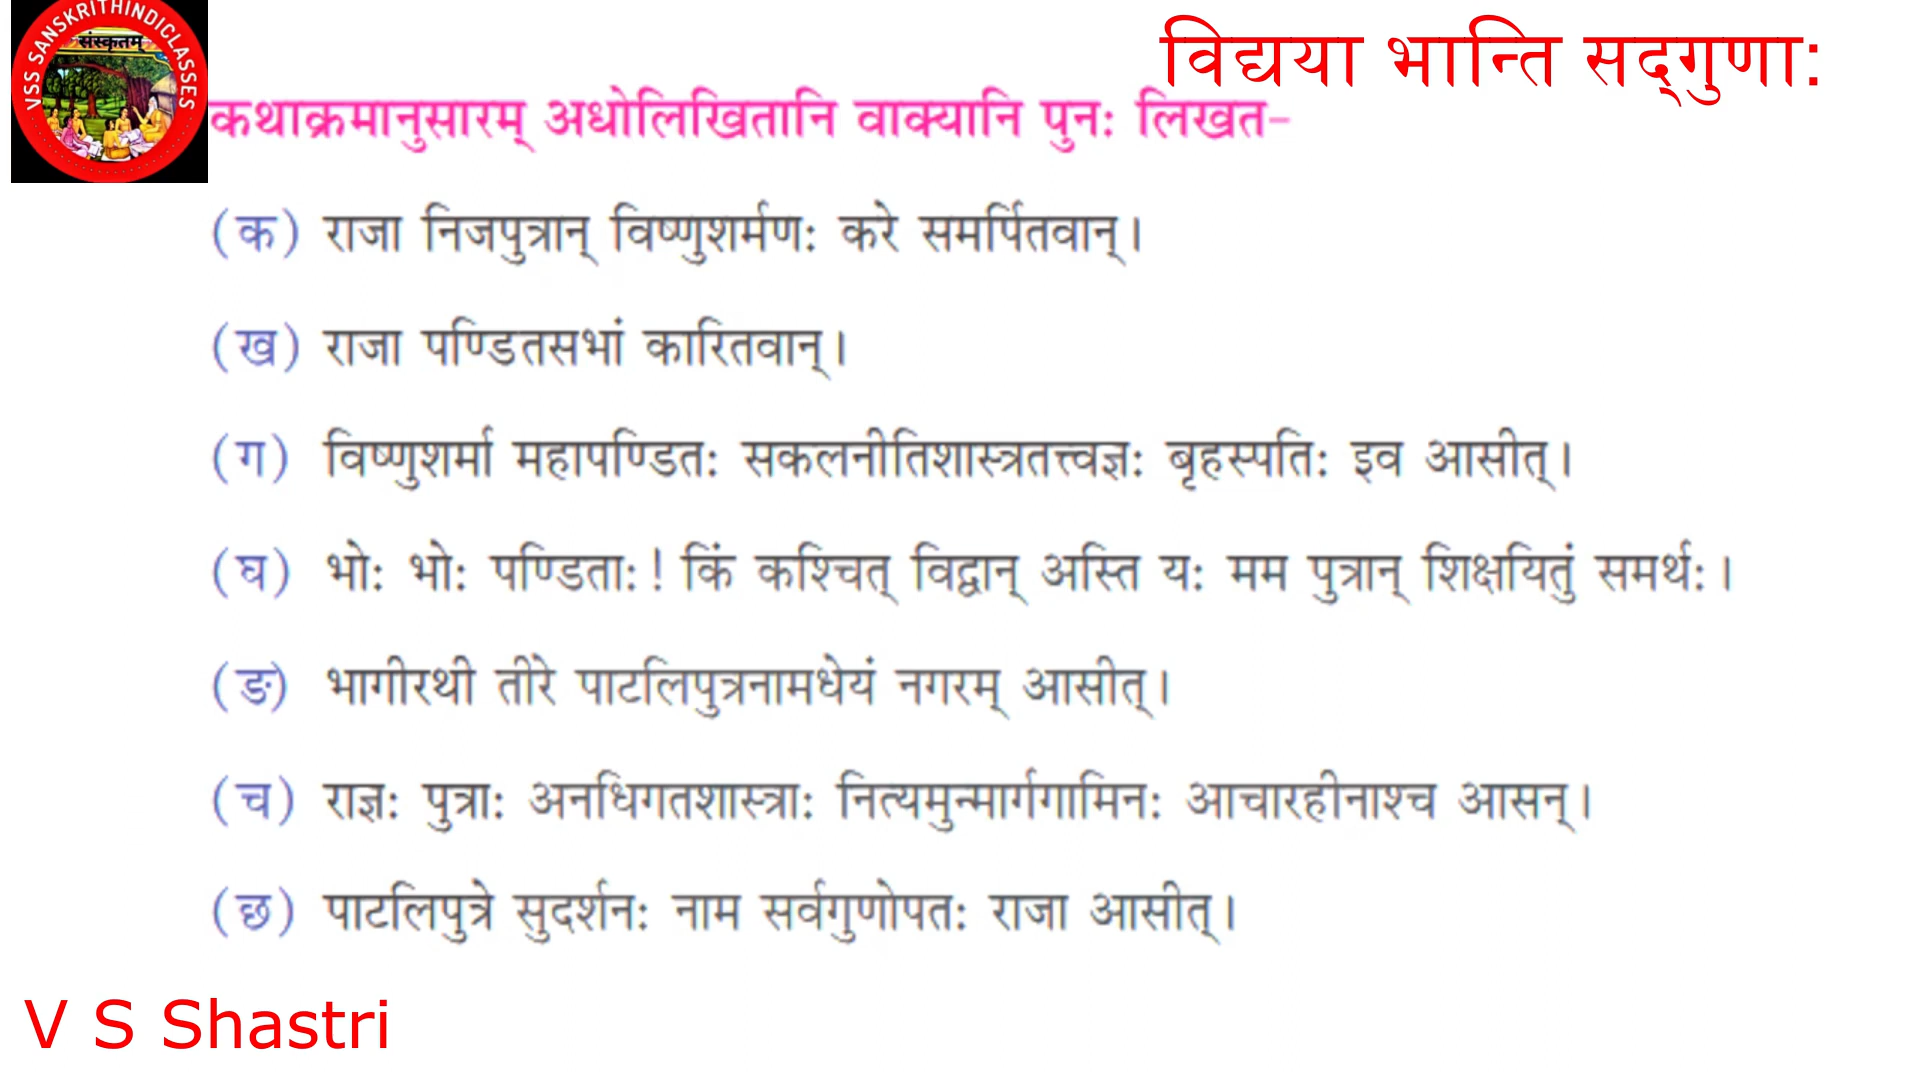 VSS SANSKRITHINDICLASSES
संस्कृतम्
विद्यया भान्ति सद्‌गुणा:
कथाक्रमानुसारम् अधोलिखितानि वाक्यानि पुनः लिखत-
(क) राजा निजपुत्रान् विष्णुशर्मणः करे समर्पितवान्।
(ख) राजा पण्डितसभां कारितवान्।
(ग) विष्णुशर्मा महापण्डितः सकलनीतिशास्त्रतत्त्वज्ञः बृहस्पतिः इव आसीत्।
(घ) भोः भोः पण्डिताः! किं कश्चित् विद्वान् अस्ति यः मम पुत्रान् शिक्षयितुं समर्थः।
(ङ) भागीरथी तीरे पाटलिपुत्रनामधेयं नगरम् आसीत्।
(च) राज्ञः पुत्राः अनधिगतशास्त्राः नित्यमुन्मार्गगामिनः आचारहीनाश्च आसन्।
(छ) पाटलिपुत्रे सुदर्शनः नाम सर्वगुणोपतः राजा आसीत्।
V S Shastri